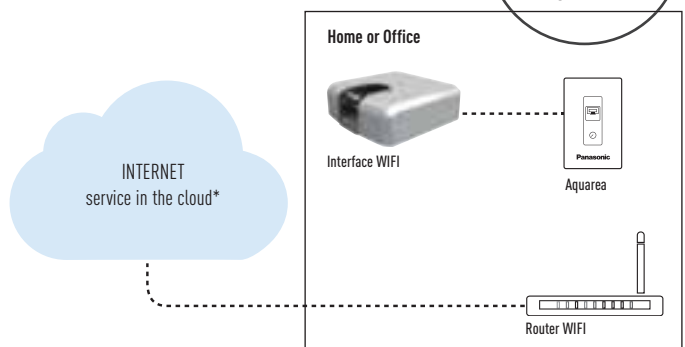 Home or Office
INTERNET
service in the cloud*
Interface WIFI
Panasonic
Aquarea
Router WIFI